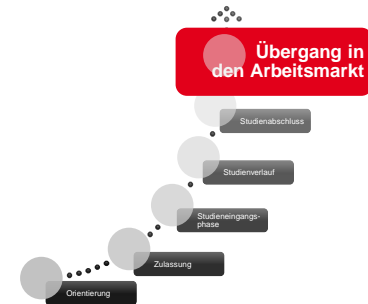 Übergang in
den Arbeitsmarkt
Studienabschluss
Studienverlauf
Studieneingangs-
phase
Zulassung
Orientierung